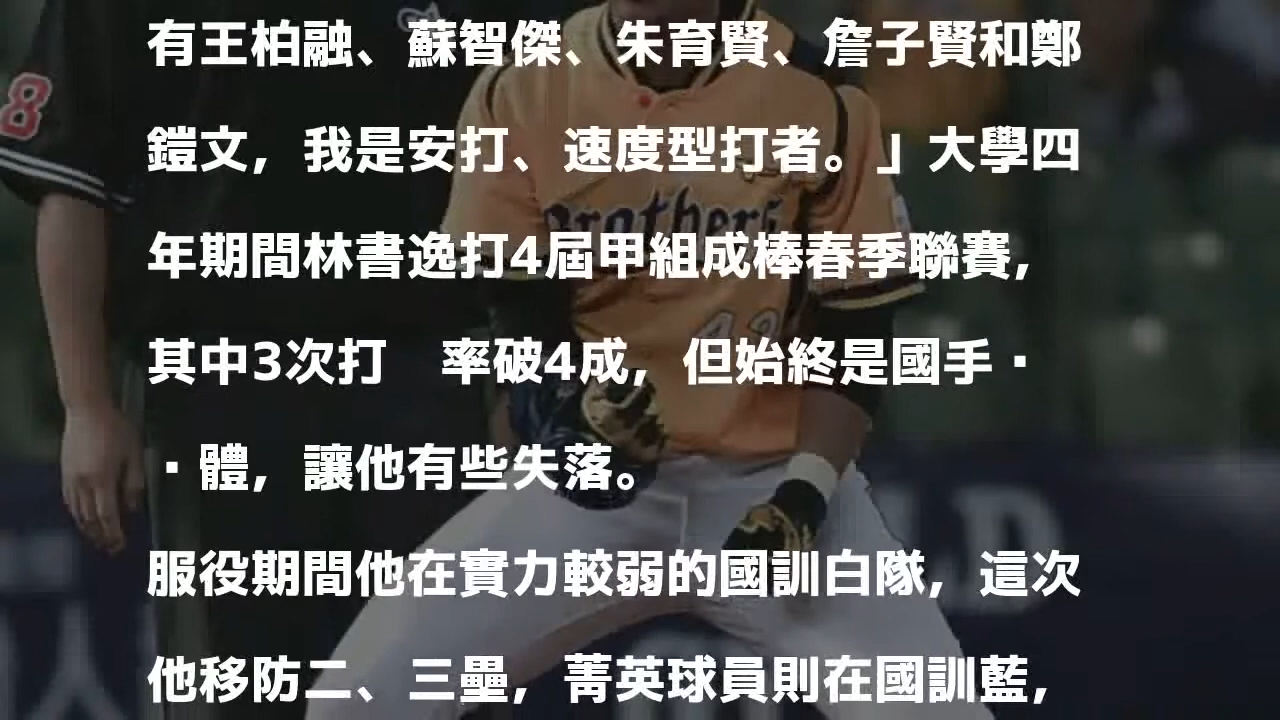 有王柏融、蘇智傑、朱育賢、詹子賢和鄭
鎧文，我是安打、速度型打者。」大學四
年期間林書逸打4屆甲組成棒春季聯賽，
其中3次打　率破4成，但始終是國手·
·體，讓他有些失落。
服役期間他在實力較弱的國訓白隊，這次
他移防二、三壘，菁英球員則在國訓藍，
8
Brothers
42